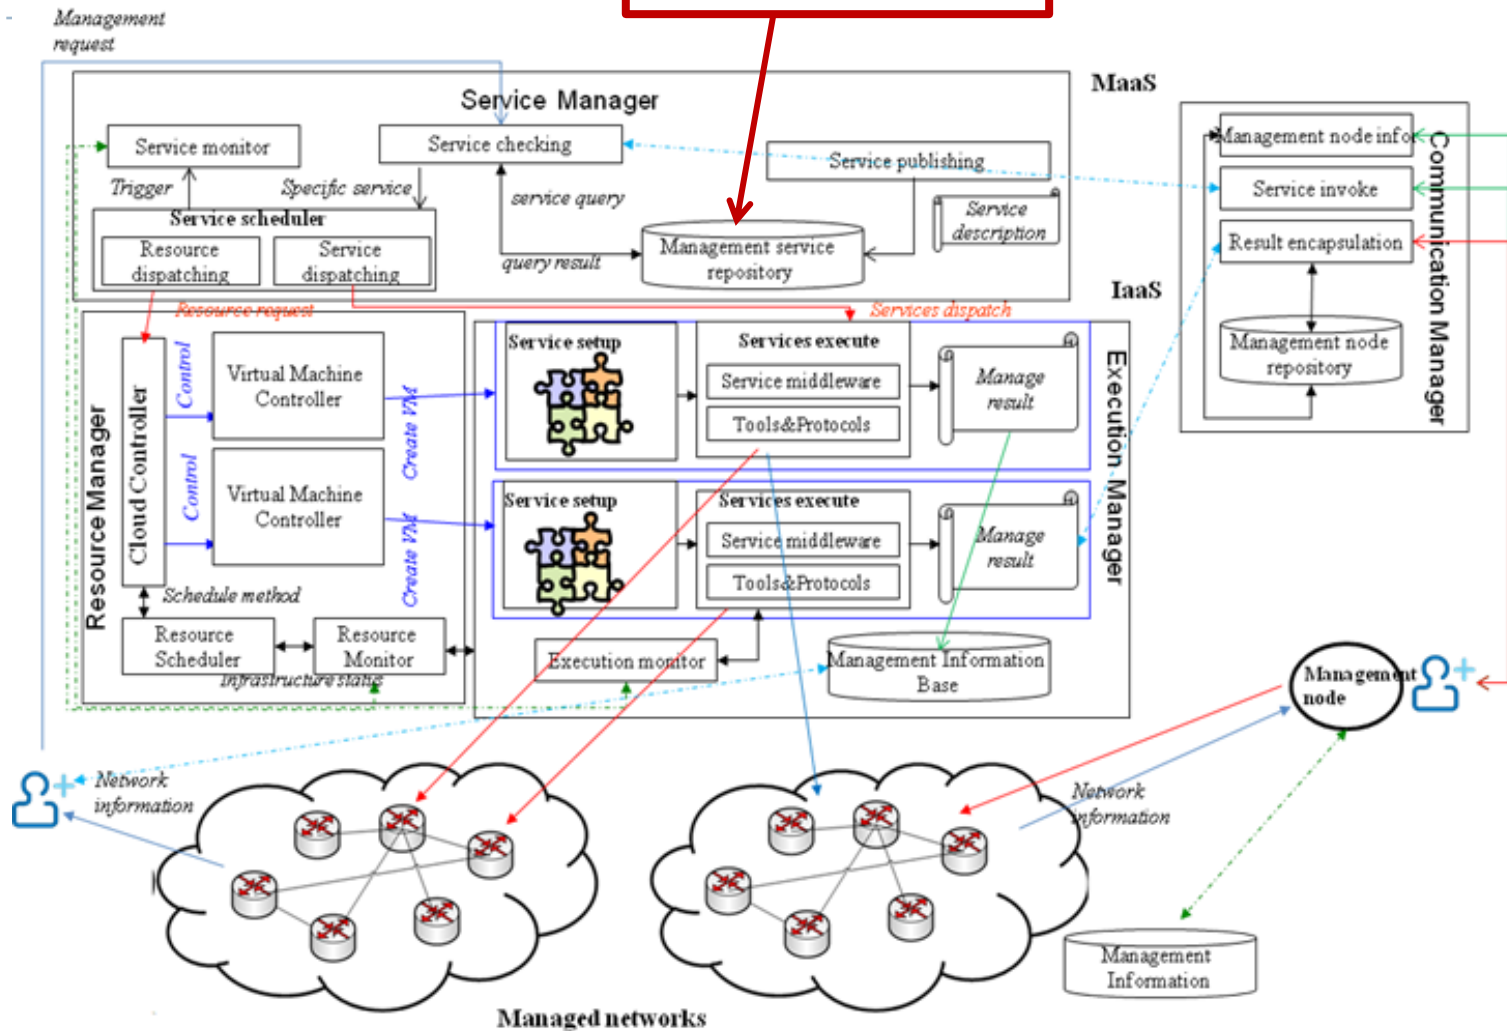 Management
request
MaaS
Service Manager
Service monitor
Service checking
Service publishing
Trigger
Specific service
service query
Service
description
Service scheduler
Resource
dispatching
Service
dispatching
query result
Management service
repository
IaaS
Resource request
Services dispatch
Management node info
Service invoke
Result encapsulation
Management node
repository
Communication Manager
Resource Manager
Cloud Controller
Control
Control
Virtual Machine
Controller
Virtual Machine
Controller
Create VM
Create VM
Schedule method
Resource
Scheduler
Resource
Monitor
Infrastructure status
Execution Manager
Service setup
Services execute
Service middleware
Tools&Protocols
Manage
result
Service setup
Services execute
Service middleware
Tools&Protocols
Manage
result
Execution monitor
Management Information
Base
Management
node
Network
information
Network
information
Management
Information
Managed networks